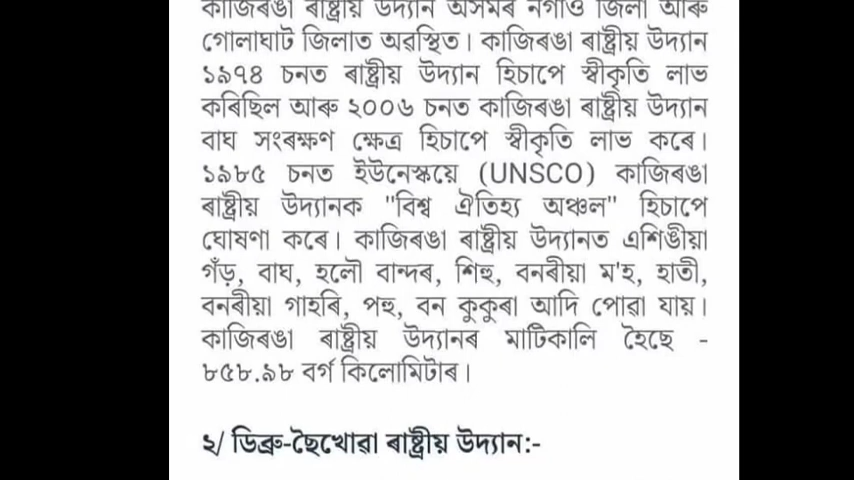 কাজিৰঙা ৰাষ্ট্ৰীয় উদ্যান অসমৰ নগাওঁ জিলা আৰু
গোলাঘাট জিলাত অৱস্থিত। কাজিৰঙা ৰাষ্ট্ৰীয় উদ্যান
১৯৭৪ চনত ৰাষ্ট্ৰীয় উদ্যান হিচাপে স্বীকৃতি লাভ
কৰিছিল আৰু ২০০৬ চনত কাজিৰঙা ৰাষ্ট্ৰীয় উদ্যান
বাঘ সংৰক্ষণ ক্ষেত্ৰ হিচাপে স্বীকৃতি লাভ কৰে।
১৯৮৫ চনত ইউনেস্কয়ে (UNSCO) কাজিৰঙা
ৰাষ্ট্ৰীয় উদ্যানক "বিশ্ব ঐতিহ্য অঞ্চল" হিচাপে
ঘোষণা কৰে। কাজিৰঙা ৰাষ্ট্ৰীয় উদ্যানত এশিঙীয়া
গঁড়, বাঘ, হলৌ বান্দৰ, শিহু, বনৰীয়া ম'হ, হাতী,
বনৰীয়া গাহৰি, পহু, বন কুকুৰা আদি পোৱা যায়।
কাজিৰঙা ৰাষ্ট্ৰীয় উদ্যানৰ মাটিকালি হৈছে -
৮৫৮.৯৮ বৰ্গ কিলোমিটাৰ।
২/ ডিব্ৰু-ছৈখোৱা ৰাষ্ট্ৰীয় উদ্যান:-